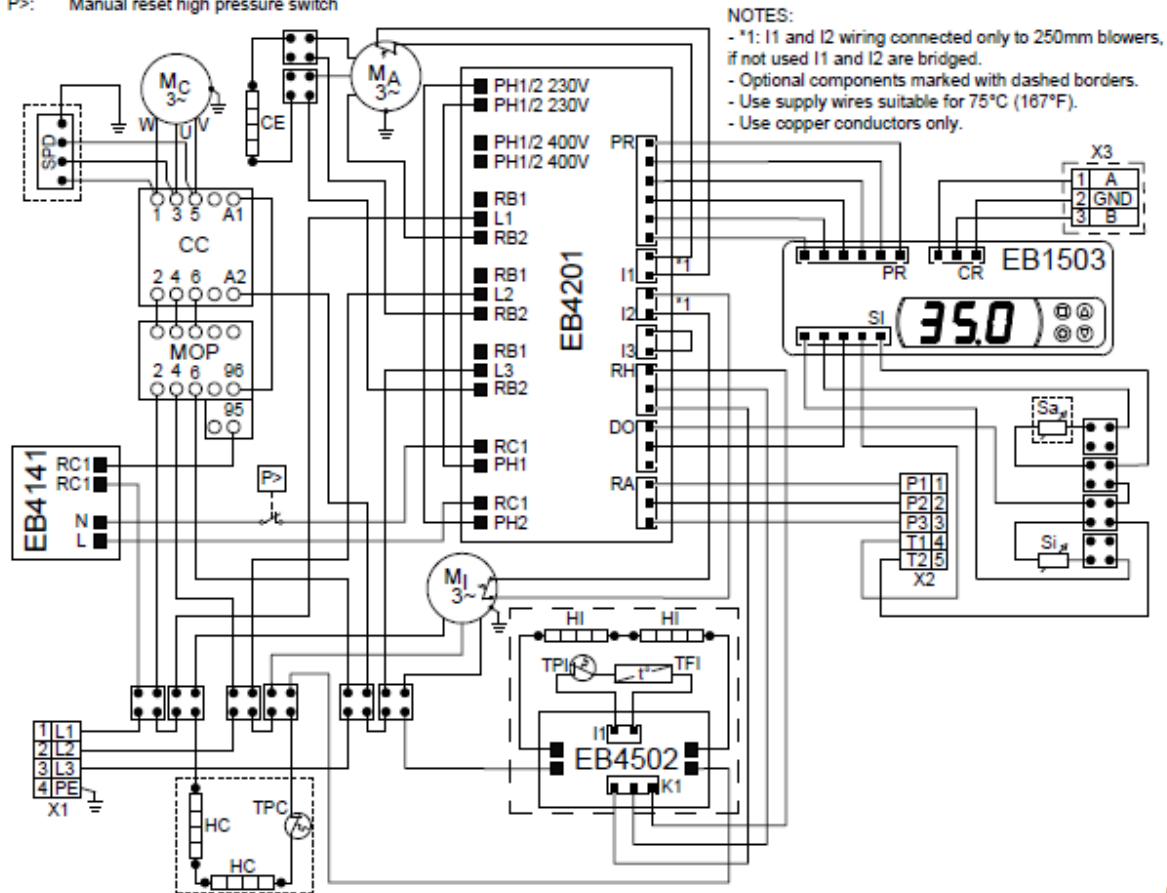 P>: Manual reset high pressure switch
NOTES:
- *1: I1 and I2 wiring connected only to 250mm blowers,
if not used I1 and I2 are bridged.
- Optional components marked with dashed borders.
- Use supply wires suitable for 75°C (167°F).
- Use copper conductors only.
MC
3~
W U V
SPD
CE
MA
3~
1 3 5 A1
CC
2 4 6 A2
MOP
2 4 6 96
95
EB4141
RC1
RC1
N
L
P>
EB4201
PH1/2 230V
PH1/2 230V
PH1/2 400V
PH1/2 400V
RB1
L1
RB2
RB1
L2
RB2
RB1
L3
RB2
RC1
PH1
RC1
PH2
PR
I1
*1
I2
*1
I3
RH
DO
RA
X3
1 A
2 GND
3 B
EB1503
PR
CR
SI
35.0
Sa
Si
P1 1
P2 2
P3 3
T1 4
T2 5
X2
MI
3~
HI
HI
TPI
t°
TFI
I1
EB4502
K1
1 L1
2 L2
3 L3
4 PE
X1
HC
TPC
HC